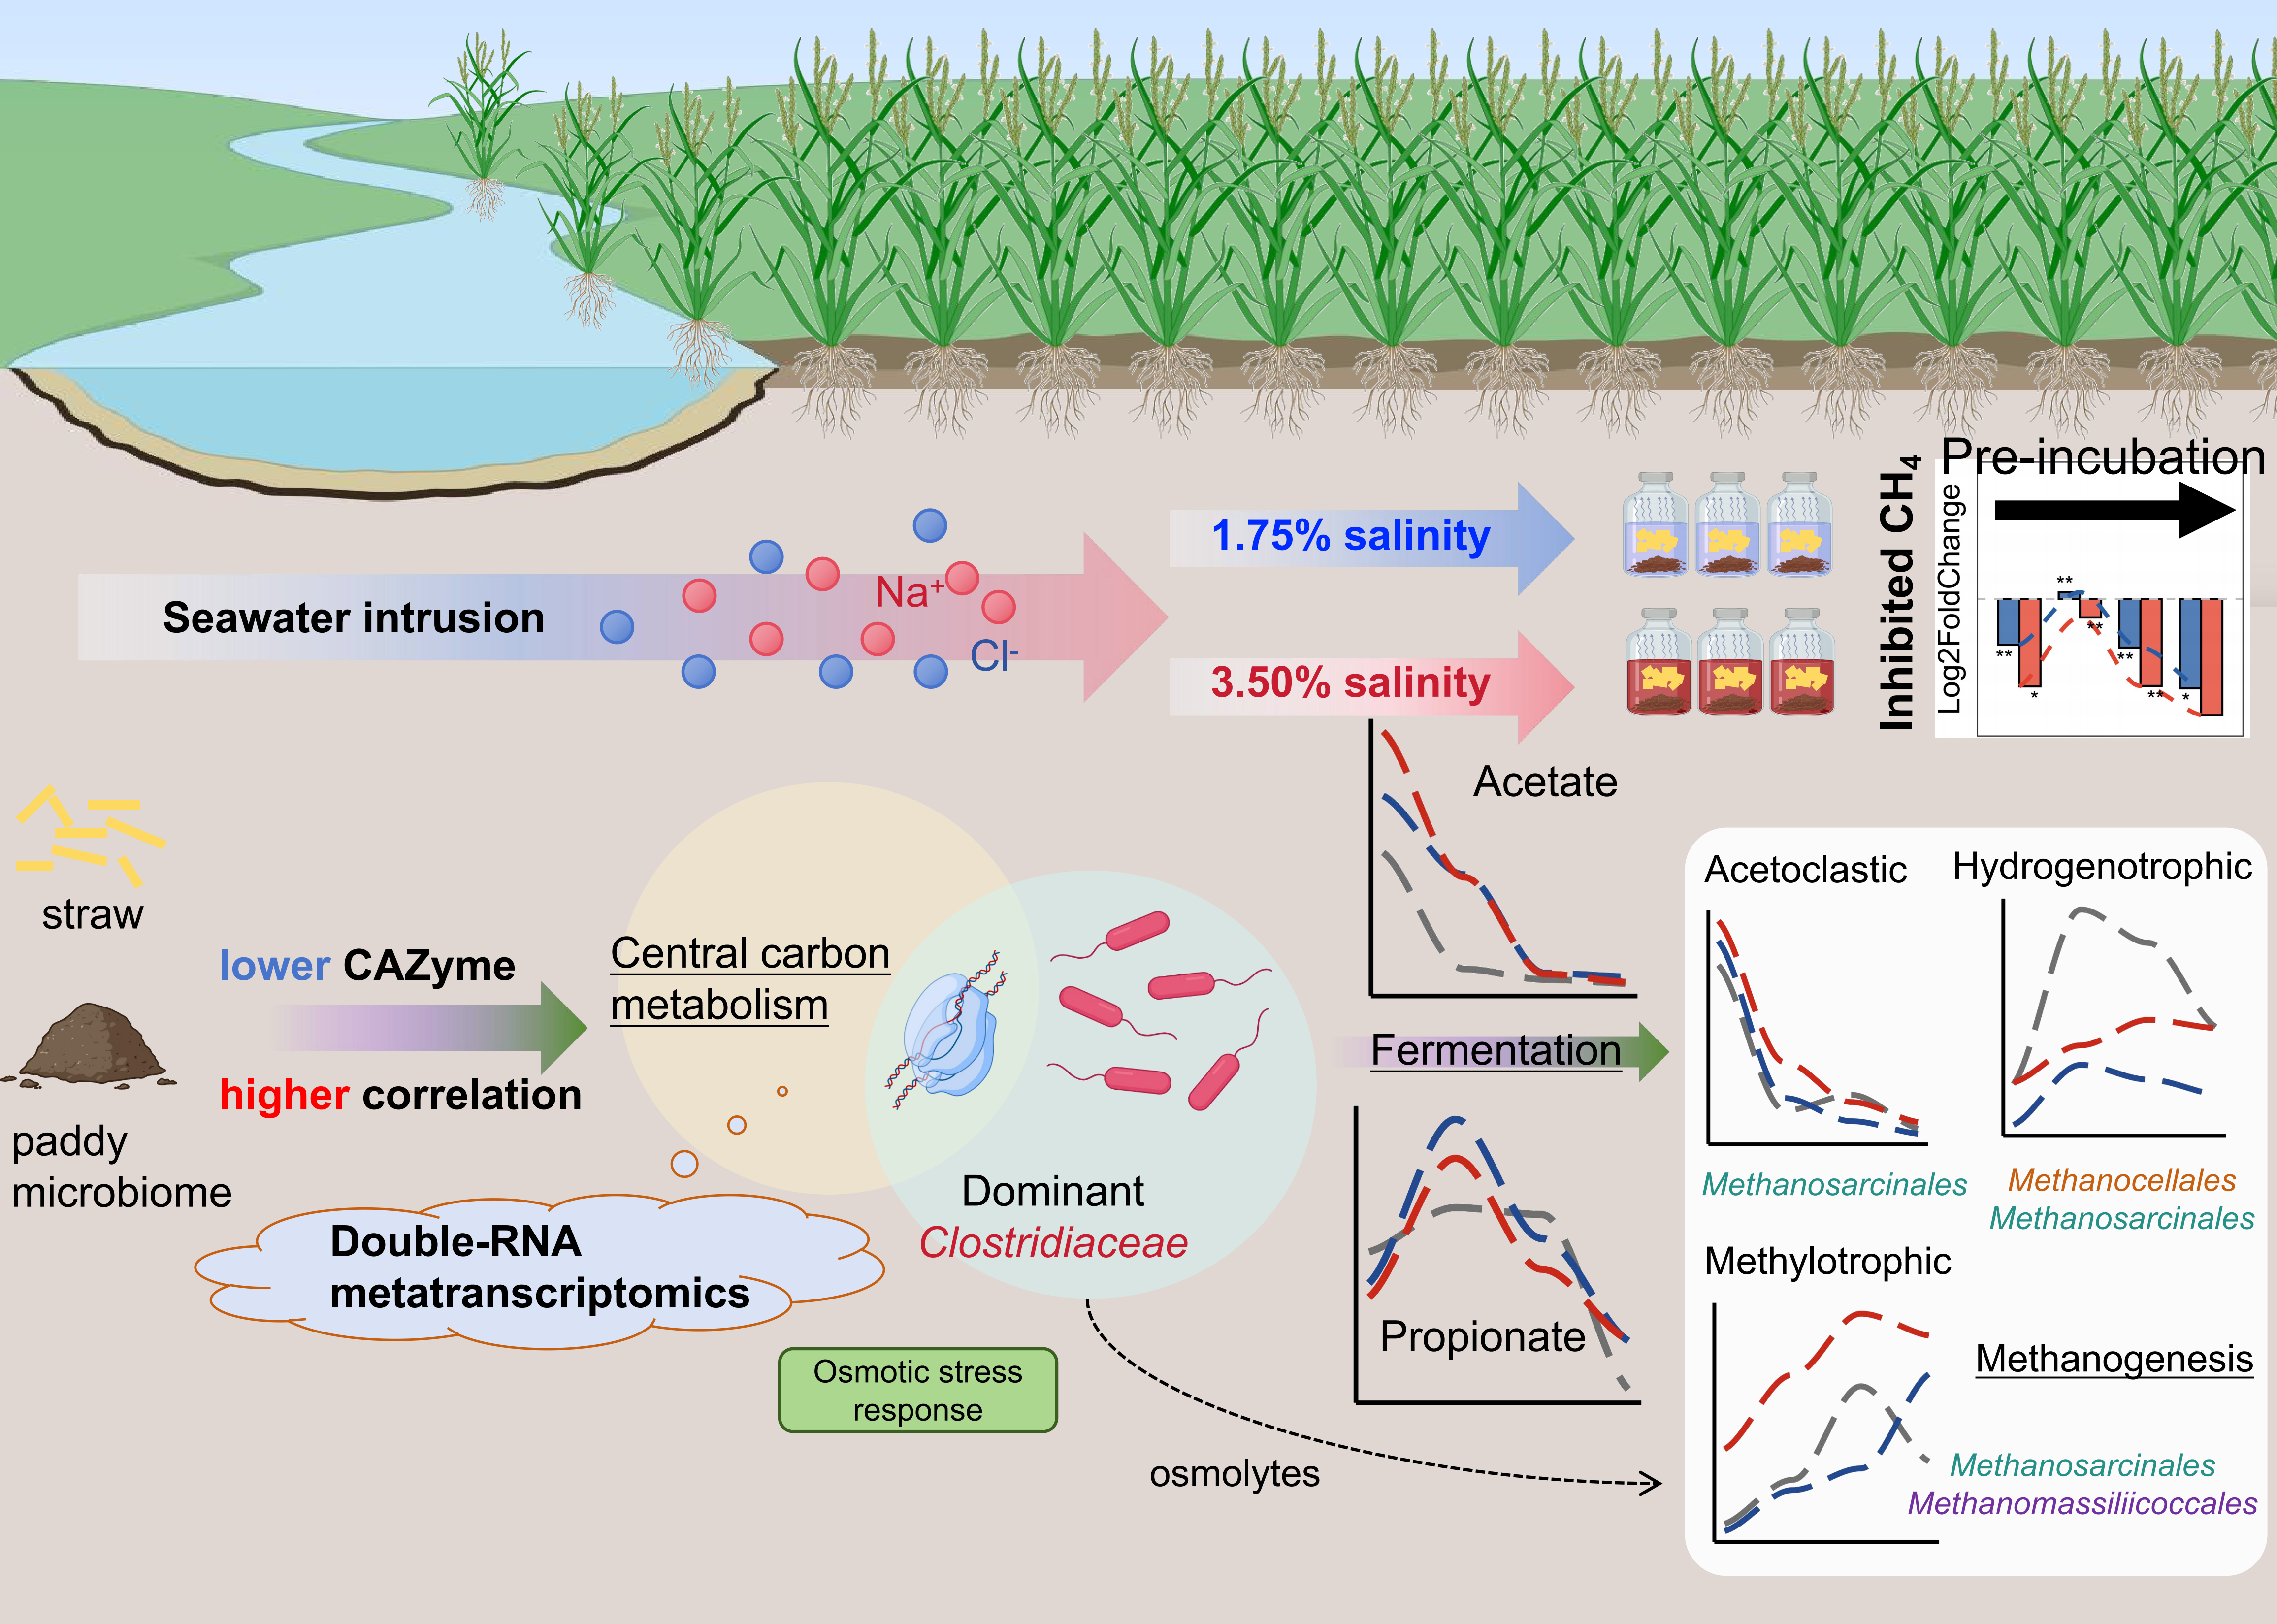 Pre-incubation
Inhibited CH₄
Log2FoldChange
**
*
**
**
**
**
*
1.75% salinity
3.50% salinity
Seawater intrusion
Na⁺
Cl⁻
straw
paddy
microbiome
lower CAZyme
higher correlation
Central carbon
metabolism
Double-RNA
metatranscriptomics
Dominant
Clostridiaceae
Osmotic stress
response
osmolytes
Acetate
Fermentation
Propionate
Acetoclastic
Hydrogenotrophic
Methanosarcinales
Methanocellales
Methanosarcinales
Methylotrophic
Methanogenesis
Methanosarcinales
Methanomassiliicoccales